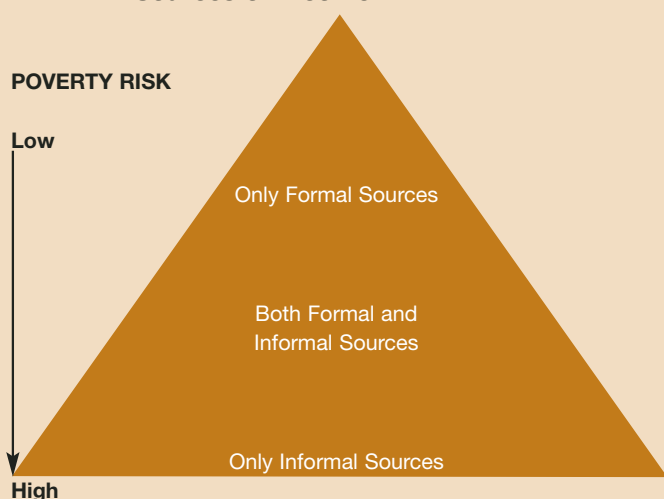 POVERTY RISK
Low
Only Formal Sources
Both Formal and
Informal Sources
Only Informal Sources
High